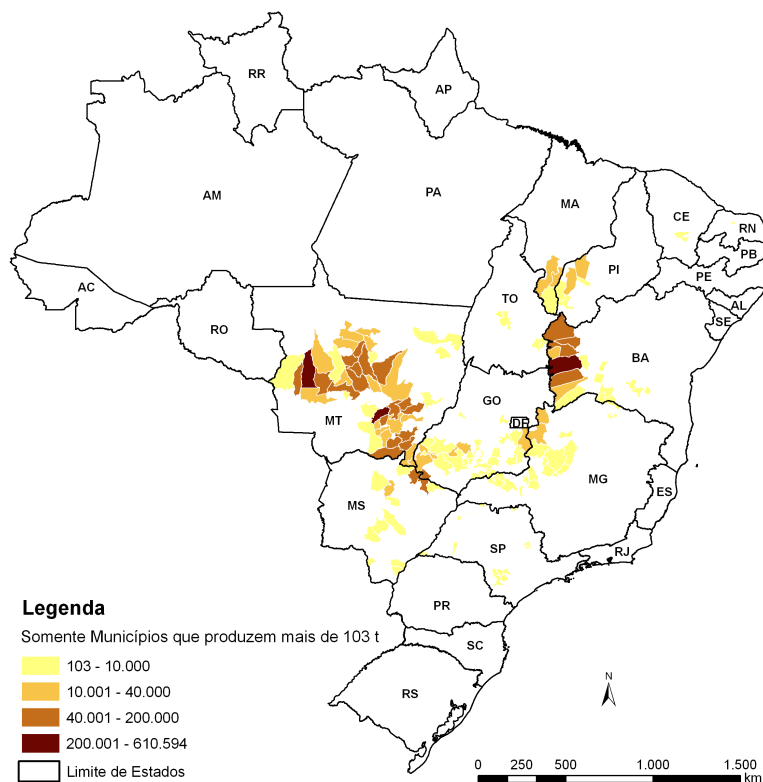 RR
AP
AM
PA
MA
CE
RN
PB
PI
PE
AC
AL
TO
SE
RO
BA
GO
DF
MT
MG
MS
ES
SP
RJ
PR
SC
RS
Legenda
Somente Municípios que produzem mais de 103 t
103 - 10.000
10.001 - 40.000
40.001 - 200.000
200.001 - 610.594
Limite de Estados
N
0 250 500 1.000 1.500
km